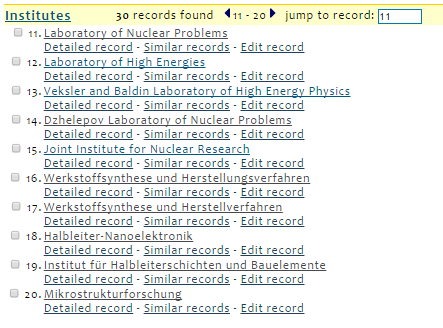 Institutes 30 records found 11 - 20 jump to record: 11
11. Laboratory of Nuclear Problems
Detailed record - Similar records - Edit record
12. Laboratory of High Energies
Detailed record - Similar records - Edit record
13. Veksler and Baldin Laboratory of High Energy Physics
Detailed record - Similar records - Edit record
14. Dzhelepov Laboratory of Nuclear Problems
Detailed record - Similar records - Edit record
15. Joint Institute for Nuclear Research
Detailed record - Similar records - Edit record
16. Werkstoffsynthese und Herstellungsverfahren
Detailed record - Similar records - Edit record
17. Werkstoffsynthese und Herstellverfahren
Detailed record - Similar records - Edit record
18. Halbleiter-Nanoelektronik
Detailed record - Similar records - Edit record
19. Institut für Halbleiterschichten und Bauelemente
Detailed record - Similar records - Edit record
20. Mikrostrukturforschung
Detailed record - Similar records - Edit record